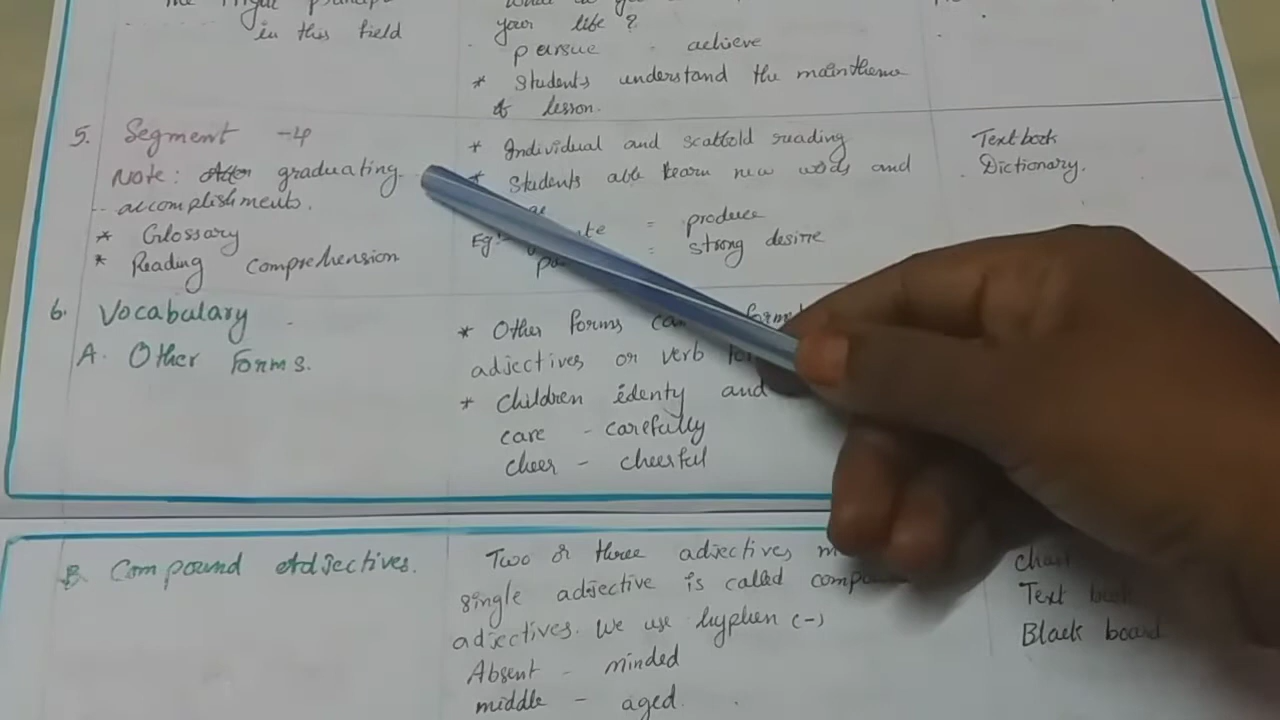 in this field
your life ?
pursue - achieve
* Students understand the main theme
of lesson.
5. Segment -4
Note: graduating
accomplishments.
* Glossary
* Reading comprehension
* Individual and scaffold reading
* Students able learn new words and
Eg:- = produce
= strong desire
Textbook
Dictionary.
6. Vocabulary
A. Other Forms.
* Other forms
adjectives or verb
* children identy and
care - carefully
cheer - cheerful
B. Compound Adjectives.
Two or three adjectives
single adjective is called
adjectives. We use hyphen (-)
Absent - minded
middle - aged.
Text
Black board